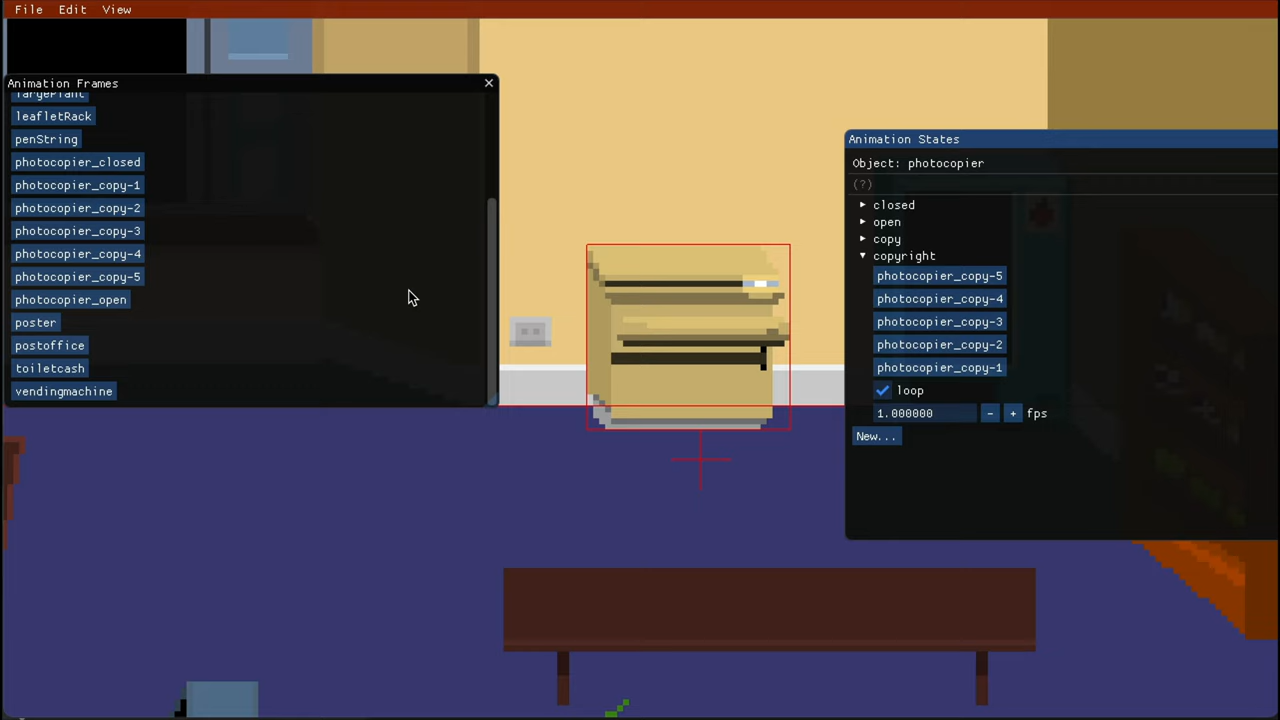 File Edit View
Animation Frames
largePlant
leafletRack
penString
photocopier_closed
photocopier_copy-1
photocopier_copy-2
photocopier_copy-3
photocopier_copy-4
photocopier_copy-5
photocopier_open
poster
postoffice
toiletcash
vendingmachine
Animation States
Object: photocopier
(?)
closed
open
copy
copyright
photocopier_copy-5
photocopier_copy-4
photocopier_copy-3
photocopier_copy-2
photocopier_copy-1
loop
1.000000 - + fps
New...